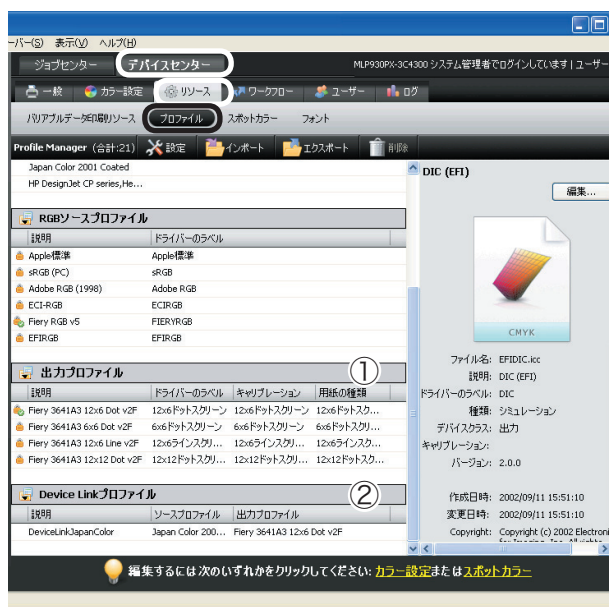 ーバー(S) 表示(V) ヘルプ(H)
ジョブセンター デバイスセンター MLP930PX-3C4300 システム管理者でログインしています | ユーザー
一般 カラー設定 リソース ワークフロー ユーザー ログ
バリアブルデータ印刷リソース プロファイル スポットカラー フォント
Profile Manager (合計:21) 設定 インポート エクスポート 削除
Japan Color 2001 Coated
HP DesignJet CP series,He...
RGBソースプロファイル
説明 ドライバーのラベル
Apple標準 Apple標準
sRGB (PC) sRGB
Adobe RGB (1998) Adobe RGB
ECI-RGB ECIRGB
Fiery RGB v5 FIERYRGB
EFIRGB EFIRGB
出力プロファイル ①
説明 ドライバーのラベル キャリブレーション 用紙の種類
Fiery 3641A3 12x6 Dot v2F 12x6ドットスクリーン 12x6ドットスクリーン 12x6ドットスク...
Fiery 3641A3 6x6 Dot v2F 6x6ドットスクリーン 6x6ドットスクリーン 6x6ドットスク...
Fiery 3641A3 12x6 Line v2F 12x6ラインスクリ... 12x6ラインスクリ... 12x6ラインスク...
Fiery 3641A3 12x12 Dot v2F 12x12ドットスクリ... 12x12ドットスクリ... 12x12ドットスク...
Device Linkプロファイル ②
説明 ソースプロファイル 出力プロファイル
DeviceLinkJapanColor Japan Color 200... Fiery 3641A3 12x6 Dot v2F
DIC (EFI)
編集...
CMYK
ファイル名: EFIDIC.icc
説明: DIC (EFI)
ドライバーのラベル: DIC
種類: シミュレーション
デバイスクラス: 出力
キャリブレーション:
バージョン: 2.0.0
作成日時: 2002/09/11 15:51:10
変更日時: 2002/09/11 15:51:10
Copyright: Copyright (c) 2002 Electroni
編集するには次のいずれかをクリックしてください: カラー設定またはスポットカラー